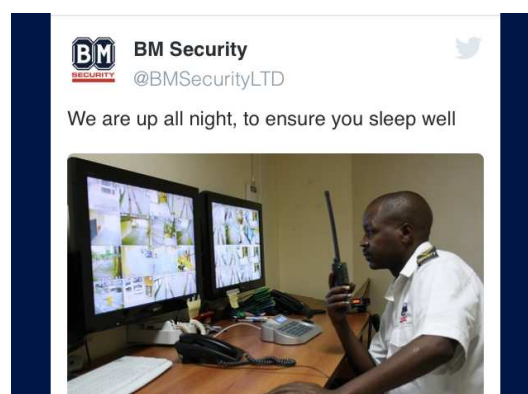 BM
SECURITY
BM Security
@BMSecurityLTD
We are up all night, to ensure you sleep well